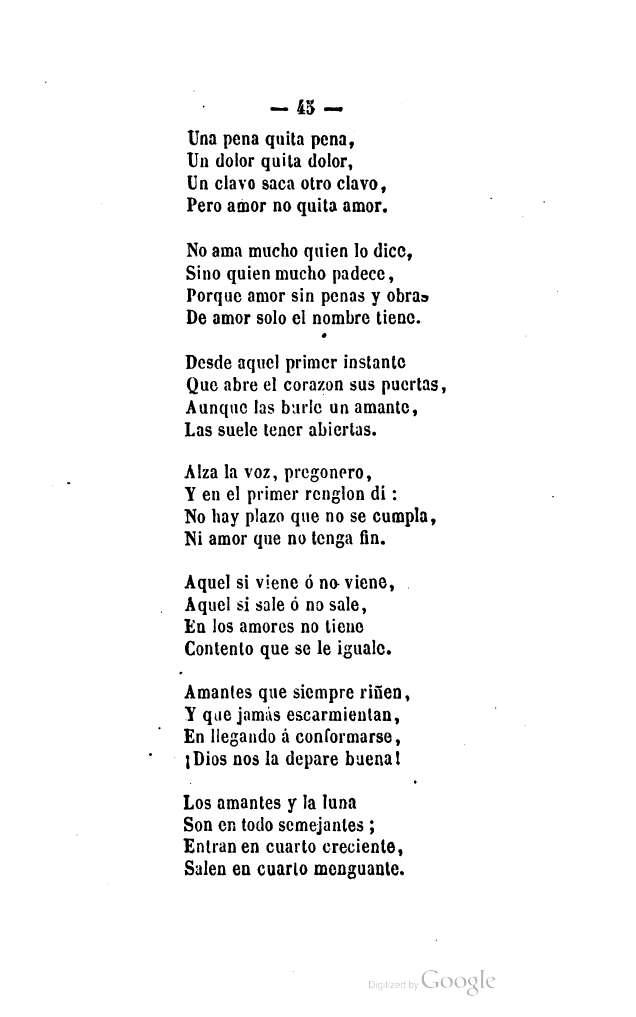 — 45 —
Una pena quita pena,
Un dolor quita dolor,
Un clavo saca otro clavo,
Pero amor no quita amor.

No ama mucho quien lo dice,
Sino quien mucho padece,
Porque amor sin penas y obras
De amor solo el nombre tiene.

Desde aquel primer instante
Que abre el corazon sus puertas,
Aunque las burle un amante,
Las suele tener abiertas.

Alza la voz, pregonero,
Y en el primer renglon dí :
No hay plazo que no se cumpla,
Ni amor que no tenga fin.

Aquel si viene ó no viene,
Aquel si sale ó no sale,
En los amores no tiene
Contento que se le iguale.

Amantes que siempre riñen,
Y que jamás escarmientan,
En llegando á conformarse,
¡Dios nos la depare buena!

Los amantes y la luna
Son en todo semejantes ;
Entran en cuarto creciente,
Salen en cuarto menguante.

Digitized by Google